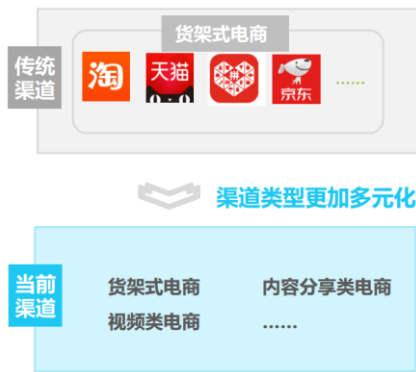 货架式电商
传统
渠道
淘
天猫
拼
京东
……
渠道类型更加多元化
当前
渠道
货架式电商 内容分享类电商
视频类电商 ……